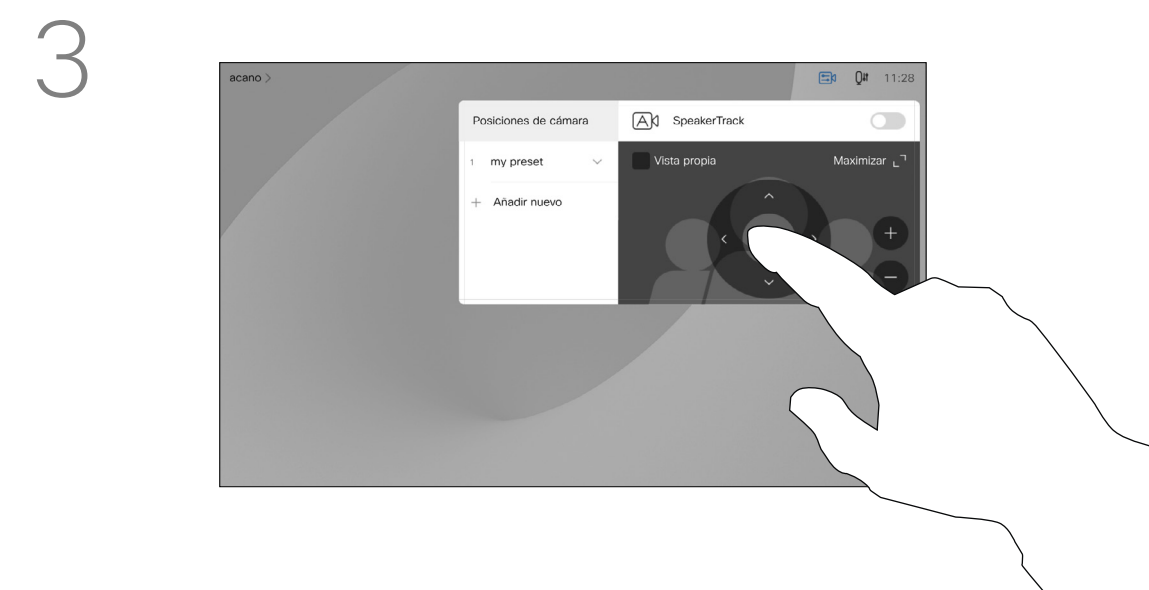 3
acano >
11:28
Posiciones de cámara
SpeakerTrack
1 my preset
Vista propia
Maximizar
+ Añadir nuevo